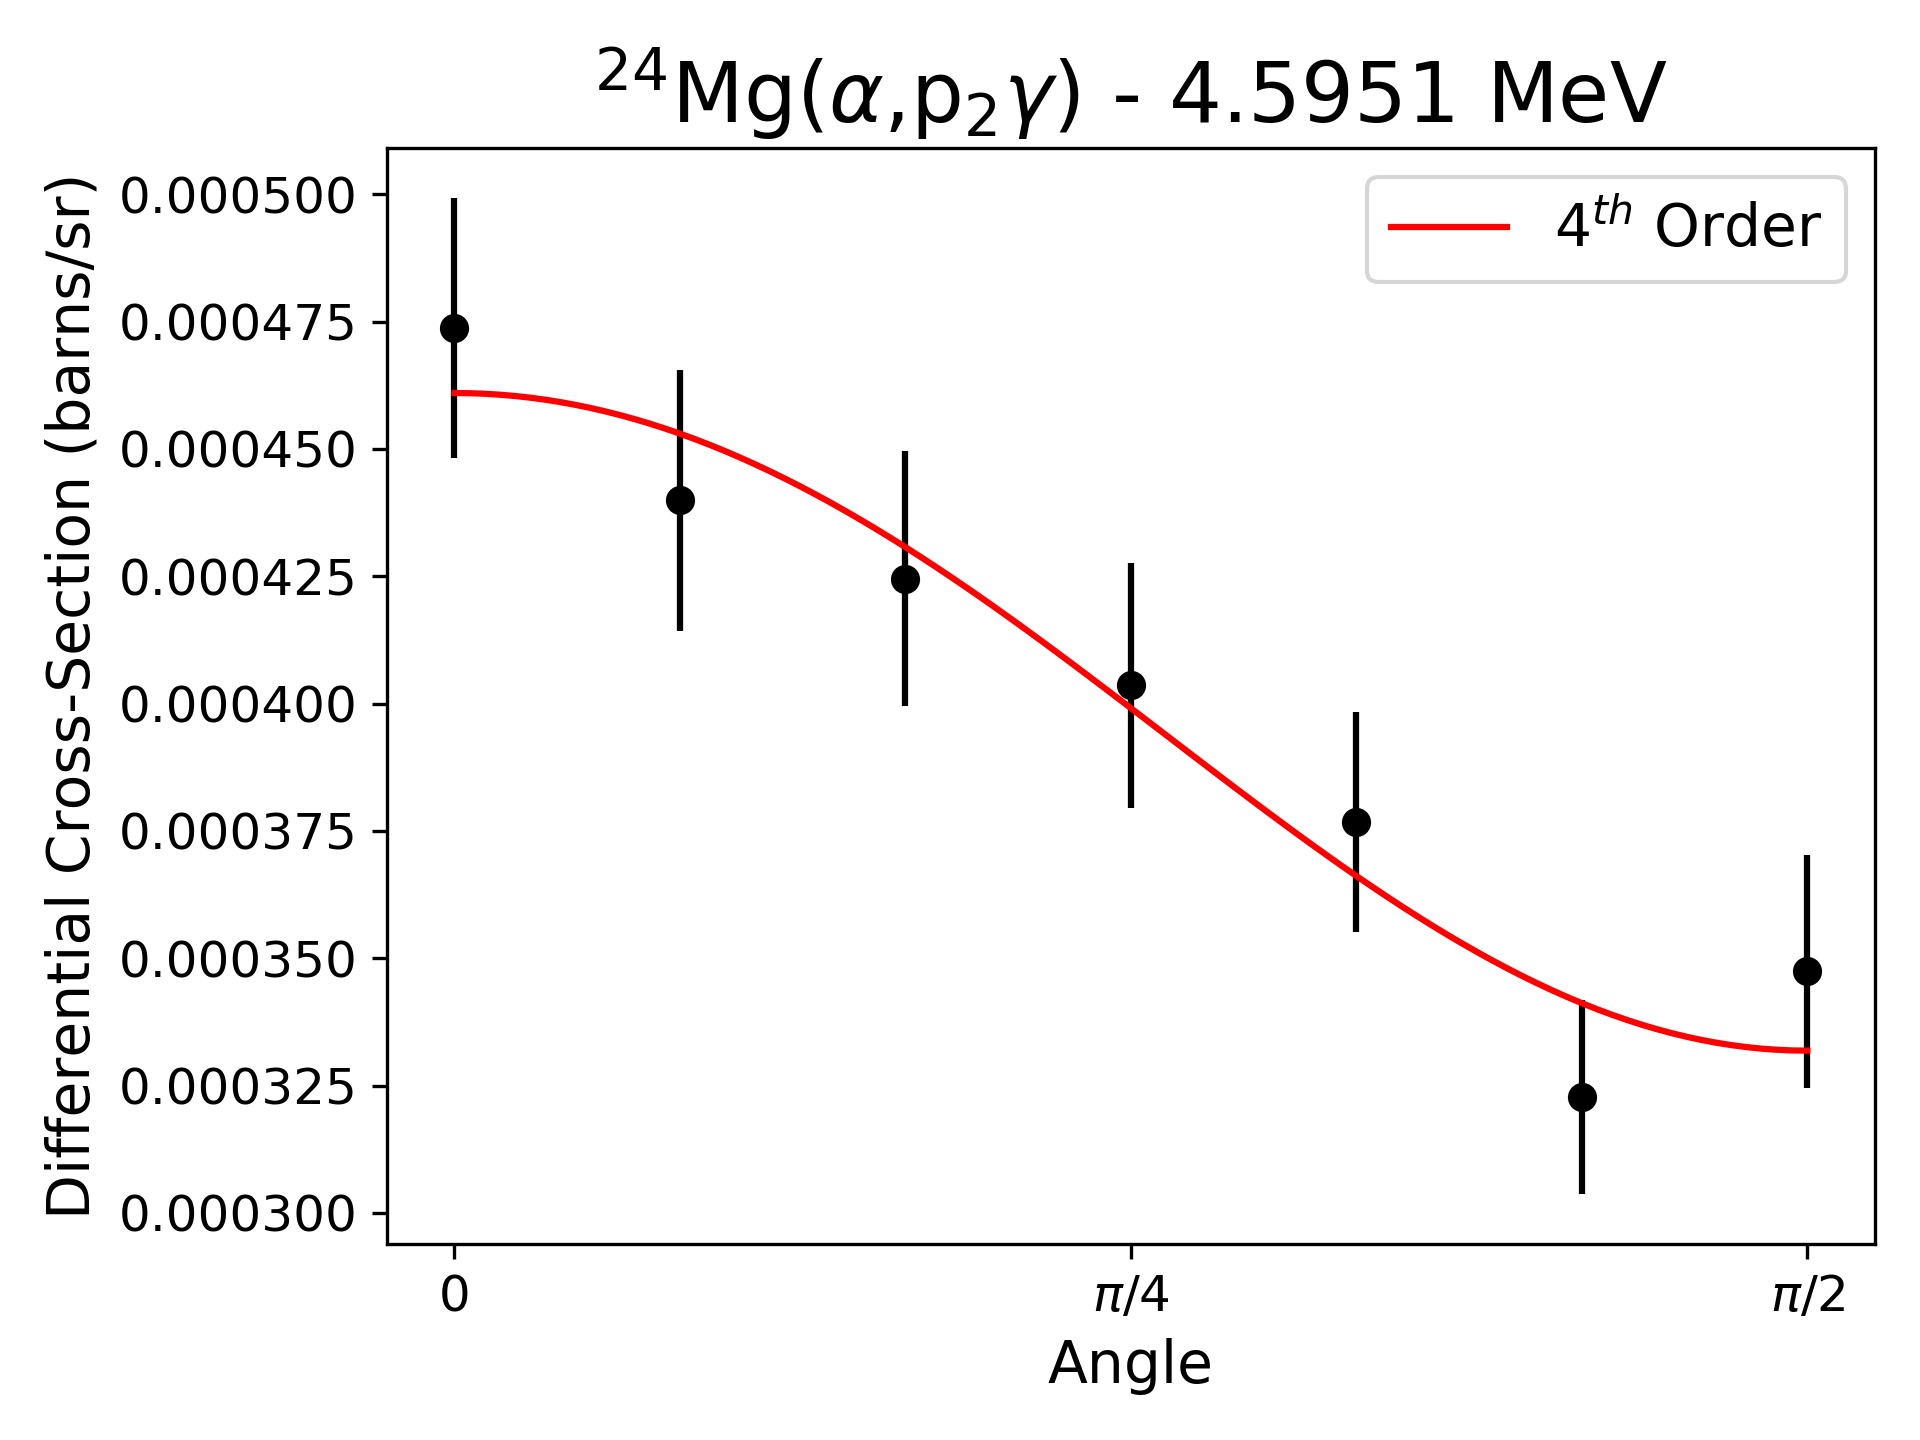 ²⁴Mg(α,p₂γ) - 4.5951 MeV
4ᵗʰ Order
Differential Cross-Section (barns/sr)
0.000500
0.000475
0.000450
0.000425
0.000400
0.000375
0.000350
0.000325
0.000300
0 π/4 π/2
Angle